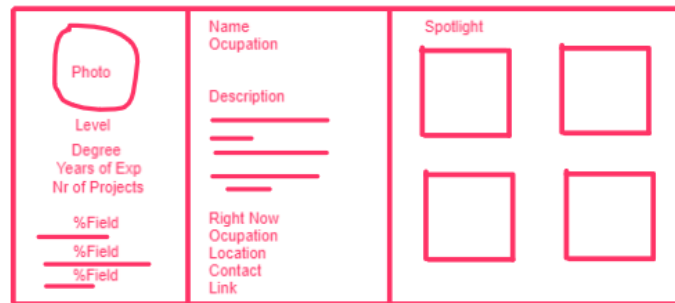 Photo
Level
Degree
Years of Exp
Nr of Projects
%Field
%Field
%Field
Name
Ocupation
Description
Right Now
Ocupation
Location
Contact
Link
Spotlight